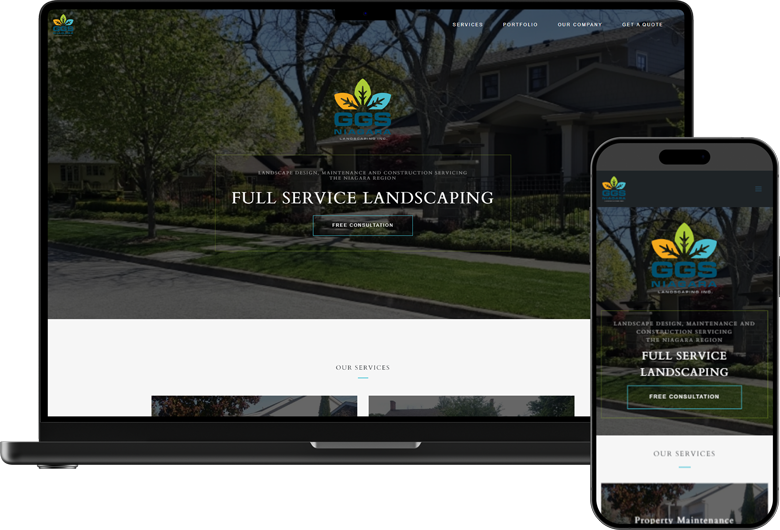 SERVICES PORTFOLIO OUR COMPANY GET A QUOTE
GGS
NIAGARA
LANDSCAPING INC.
LANDSCAPE DESIGN, MAINTENANCE AND CONSTRUCTION SERVICING
THE NIAGARA REGION
FULL SERVICE LANDSCAPING
FREE CONSULTATION
OUR SERVICES
GGS
NIAGARA
GGS
NIAGARA
LANDSCAPING INC.
LANDSCAPE DESIGN, MAINTENANCE AND
CONSTRUCTION SERVICING
THE NIAGARA REGION
FULL SERVICE
LANDSCAPING
FREE CONSULTATION
OUR SERVICES
Property Maintenance